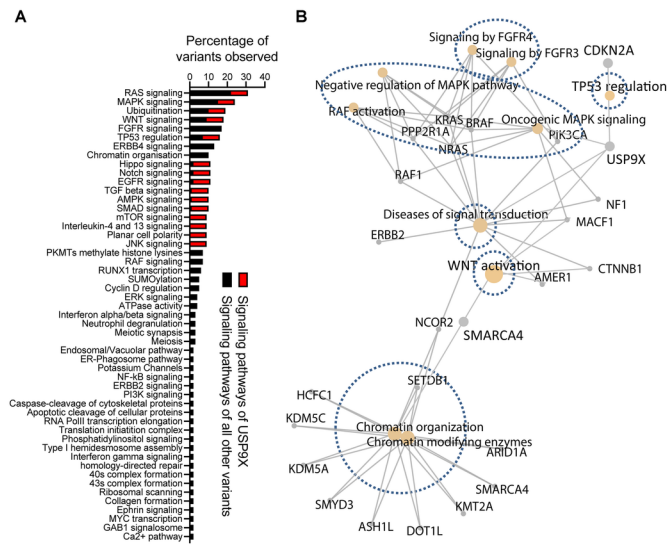 A
Percentage of
variants observed
0 10 20 30 40
RAS signaling
MAPK signaling
Ubiquitination
WNT signaling
FGFR signaling
TP53 regulation
ERBB4 signaling
Chromatin organisation
Hippo signaling
Notch signaling
EGFR signaling
TGF beta signaling
AMPK signaling
SMAD signaling
mTOR signaling
Interleukin-4 and 13 signaling
Planar cell polarity
JNK signaling
PKMTs methylate histone lysines
RAF signaling
RUNX1 transcription
SUMOylation
Cyclin D regulation
ERK signaling
ATPase activity
Interferon alpha/beta signaling
Neutrophil degranulation
Meiotic synapsis
Meiosis
Endosomal/Vacuolar pathway
ER-Phagosome pathway
Potassium Channels
NF-kB signaling
ERBB2 signaling
PI3K signaling
Caspase-cleavage of cytoskeletal proteins
Apoptotic cleavage of cellular proteins
RNA PolII transcription elongation
Translation initiatition complex
Phosphatidylinositol signaling
Type I hemidesmosome assembly
Interferon gamma signaling
homology-directed repair
40s complex formation
43s complex formation
Ribosomal scanning
Collagen formation
Ephrin signaling
MYC transcription
GAB1 signalosome
Ca2+ pathway
Signaling pathways of USP9X
Signaling pathways of all other variants
B
Signaling by FGFR4
Signaling by FGFR3
CDKN2A
Negative regulation of MAPK pathway
TP53 regulation
RAF activation
KRAS
BRAF
Oncogenic MAPK signaling
PPP2R1A
PIK3CA
NRAS
USP9X
RAF1
NF1
Diseases of signal transduction
MACF1
ERBB2
WNT activation
CTNNB1
AMER1
NCOR2
SMARCA4
SETDB1
HCFC1
KDM5C
Chromatin organization
Chromatin modifying enzymes
ARID1A
KDM5A
SMARCA4
SMYD3
KMT2A
ASH1L
DOT1L